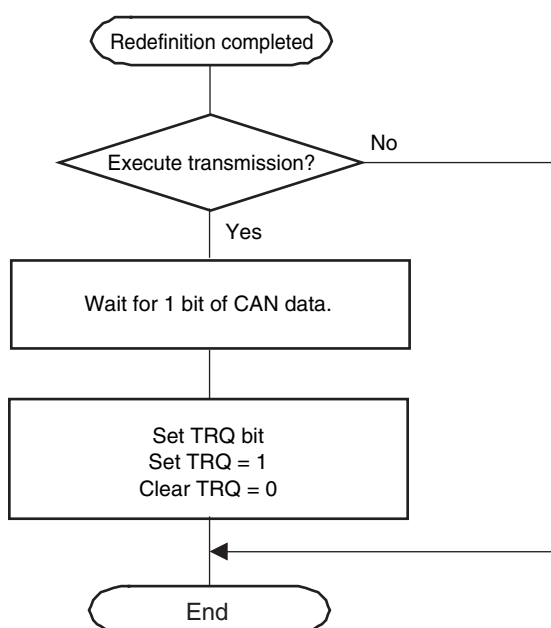 Redefinition completed
Execute transmission?
No
Yes
Wait for 1 bit of CAN data.
Set TRQ bit
Set TRQ = 1
Clear TRQ = 0
End